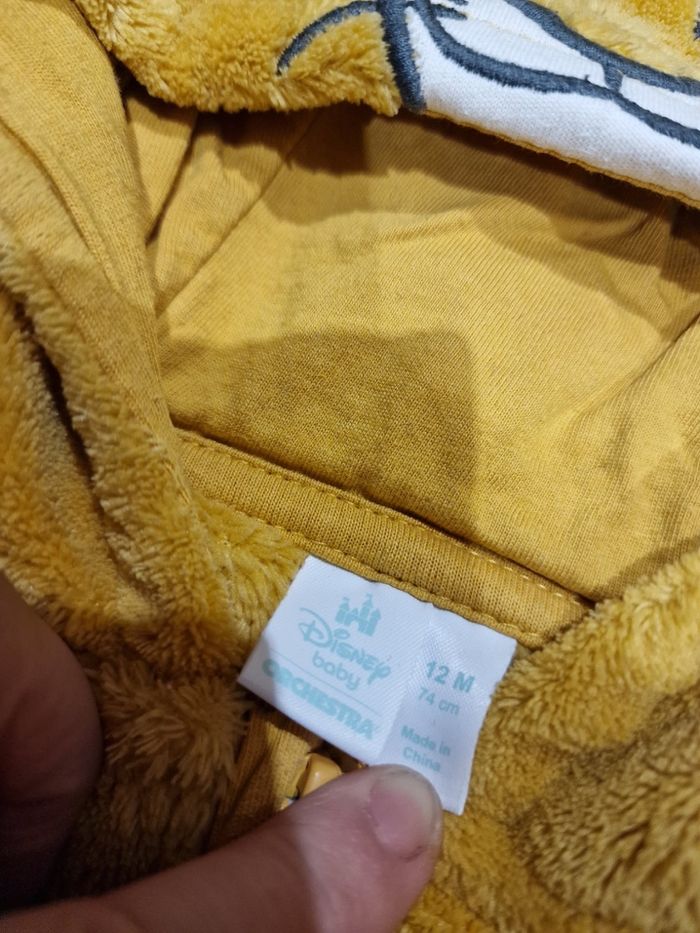 Disney
baby
ORCHESTRA
12 M
74 cm
Made in
China